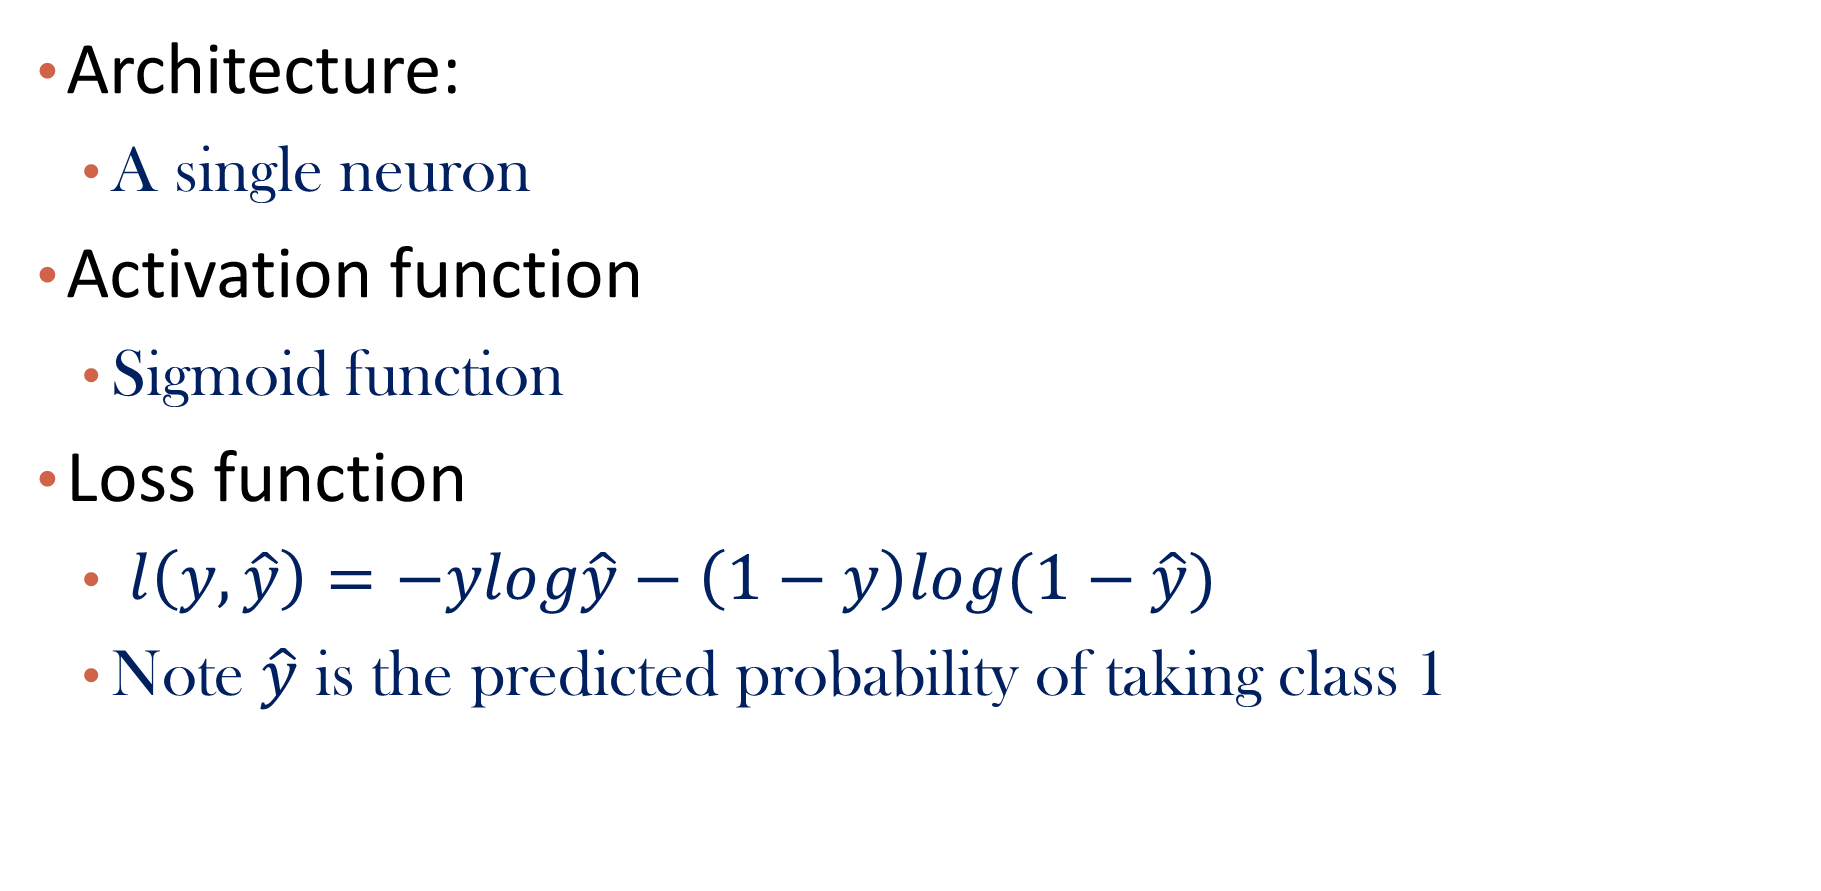 • Architecture:
• A single neuron
• Activation function
• Sigmoid function
• Loss function
• l(y, ŷ) = −ylogŷ − (1 − y)log(1 − ŷ)
• Note ŷ is the predicted probability of taking class 1